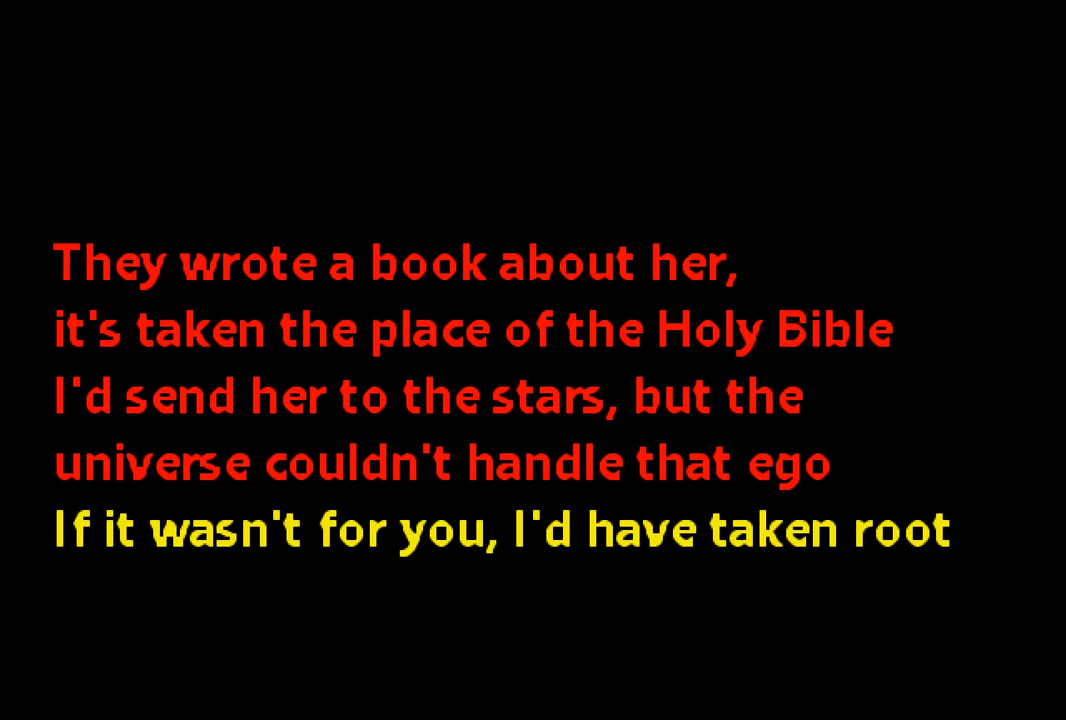 They wrote a book about her,
it's taken the place of the Holy Bible
I'd send her to the stars, but the
universe couldn't handle that ego
If it wasn't for you, I'd have taken root